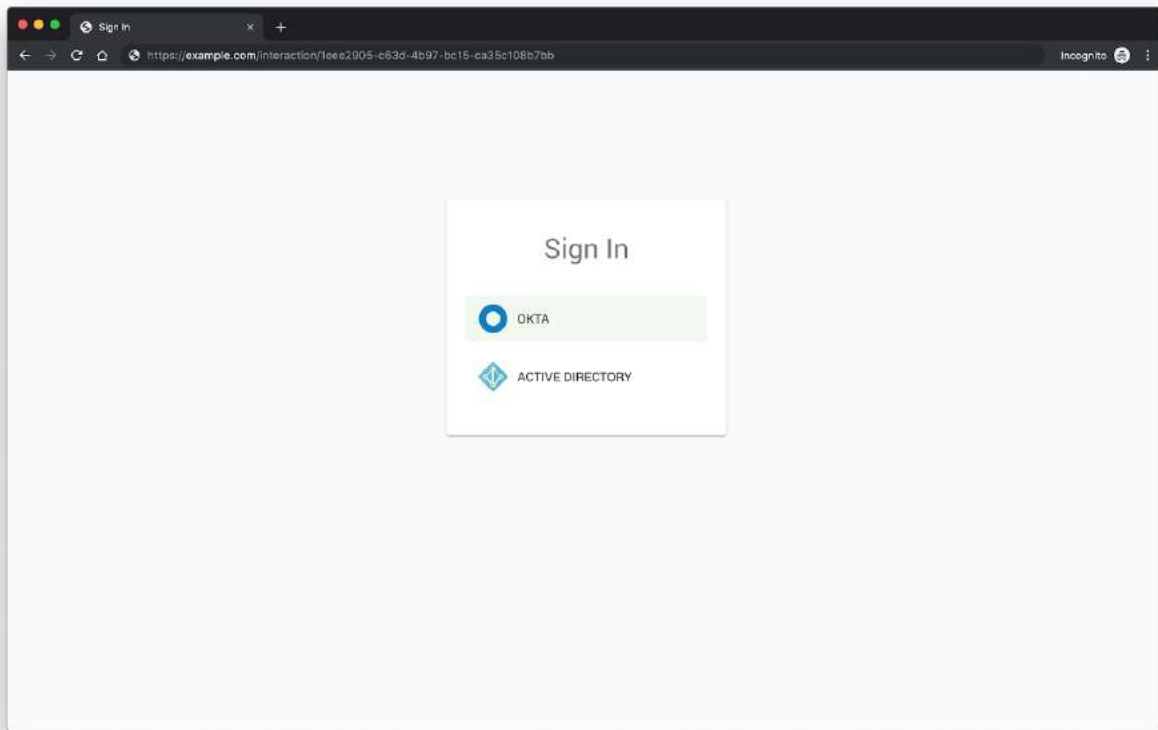 Sign In
https://example.com/interaction/1eee2905-c63d-4b97-bc15-ca35c108b7bb
Incognito
Sign In
OKTA
ACTIVE DIRECTORY